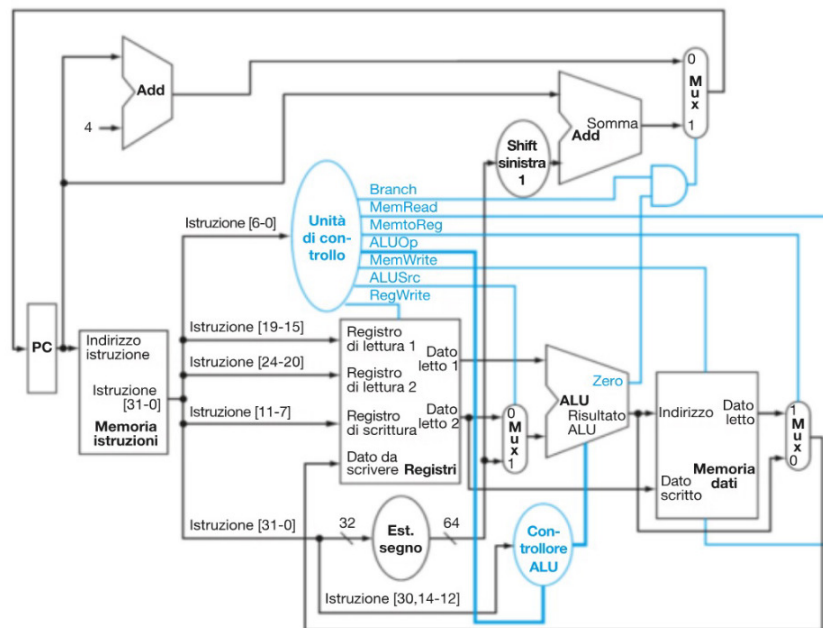 0
Mux
1
Add
4
Somma
Add
Shift
sinistra
1
Branch
MemRead
MemtoReg
ALUOp
MemWrite
ALUSrc
RegWrite
Unità
di con-
trollo
Istruzione [6-0]
PC
Indirizzo
istruzione
Istruzione
[31-0]
Memoria
istruzioni
Istruzione [19-15]
Istruzione [24-20]
Istruzione [11-7]
Istruzione [31-0]
Registro
di lettura 1
Registro
di lettura 2
Registro
di scrittura
Dato da
scrivere
Registri
Dato
letto 1
Dato
letto 2
0
Mux
1
Zero
ALU
Risultato
ALU
Indirizzo
Dato
letto
Memoria
dati
Dato
scritto
1
Mux
0
32
Est.
segno
64
Con-
trollore
ALU
Istruzione [30,14-12]